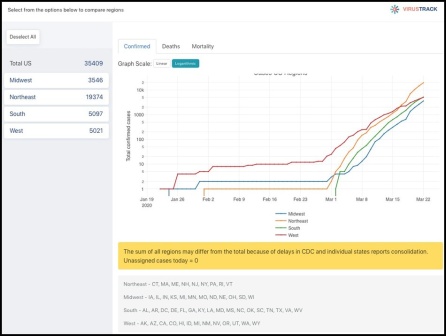 Select from the options below to compare regions
VIRUSTRACK
Deselect All
Total US 35409
Midwest 3546
Northeast 19374
South 5097
West 5021
Confirmed Deaths Mortality
Graph Scale: Linear Logarithmic
Total confirmed cases
10k
1000
100
10
1
Jan 19 Jan 26 Feb 2 Feb 9 Feb 16 Feb 23 Mar 1 Mar 8 Mar 15 Mar 22
2020
Midwest
Northeast
South
West
The sum of all regions may differ from the total because of delays in CDC and individual states reports consolidation.
Unassigned cases today = 0
Northeast - CT, MA, ME, NH, NJ, NY, PA, RI, VT
Midwest - IA, IL, IN, KS, MI, MN, MO, ND, NE, OH, SD, WI
South - AL, AR, DC, DE, FL, GA, KY, LA, MD, MS, NC, OK, SC, TN, TX, VA, WV
West - AK, AZ, CA, CO, HI, ID, MT, NM, NV, OR, UT, WA, WY